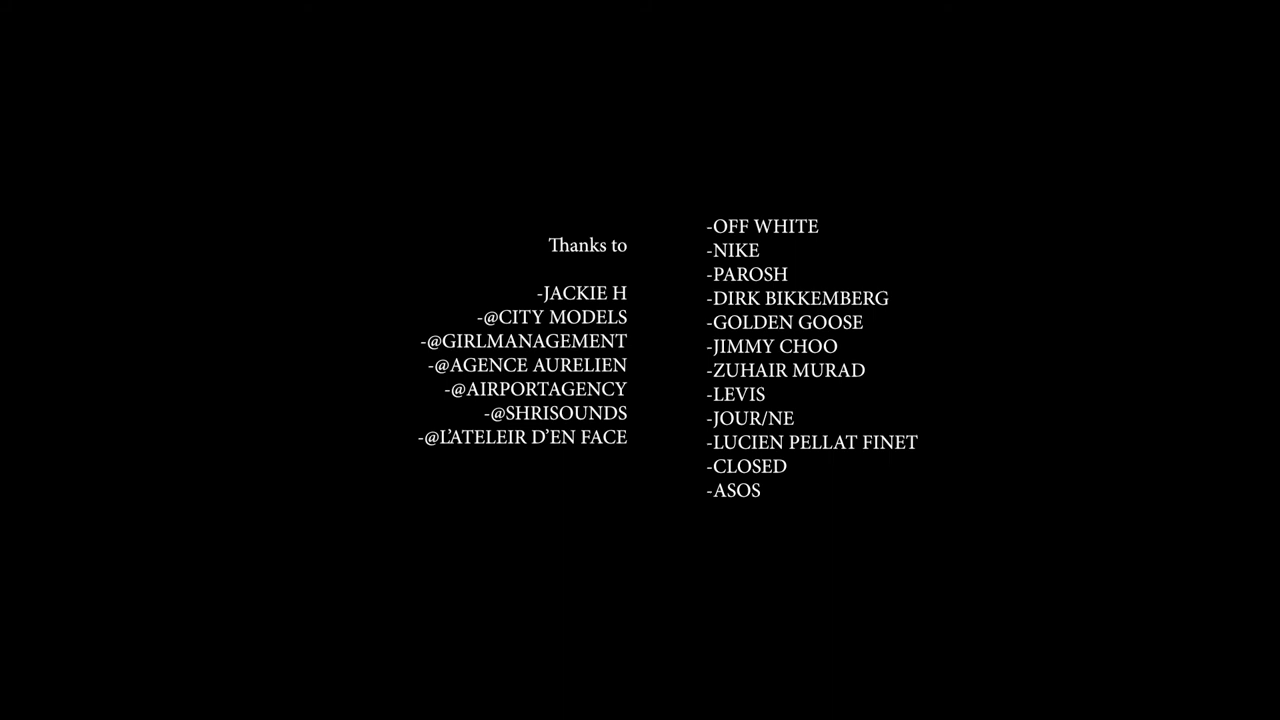 Thanks to
-JACKIE H
-@CITY MODELS
-@GIRLMANAGEMENT
-@AGENCE AURELIEN
-@AIRPORTAGENCY
-@SHRISOUNDS
-@L'ATELEIR D'EN FACE
-OFF WHITE
-NIKE
-PAROSH
-DIRK BIKKEMBERG
-GOLDEN GOOSE
-JIMMY CHOO
-ZUHAIR MURAD
-LEVIS
-JOUR/NE
-LUCIEN PELLAT FINET
-CLOSED
-ASOS